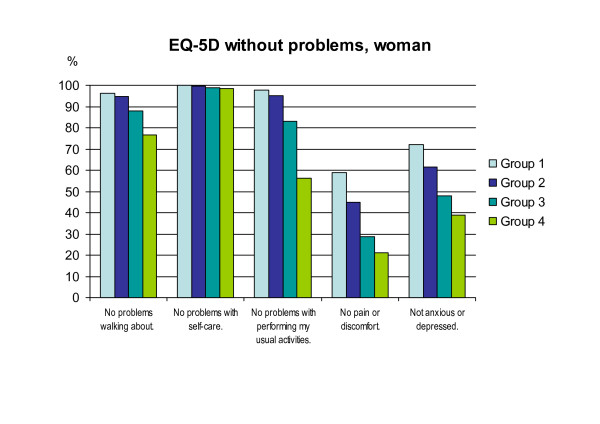 EQ-5D without problems, woman
%
100
90
80
70
60
50
40
30
20
10
0
No problems
walking about.
No problems with
self-care.
No problems with
performing my
usual activities.
No pain or
discomfort.
Not anxious or
depressed.
Group 1
Group 2
Group 3
Group 4